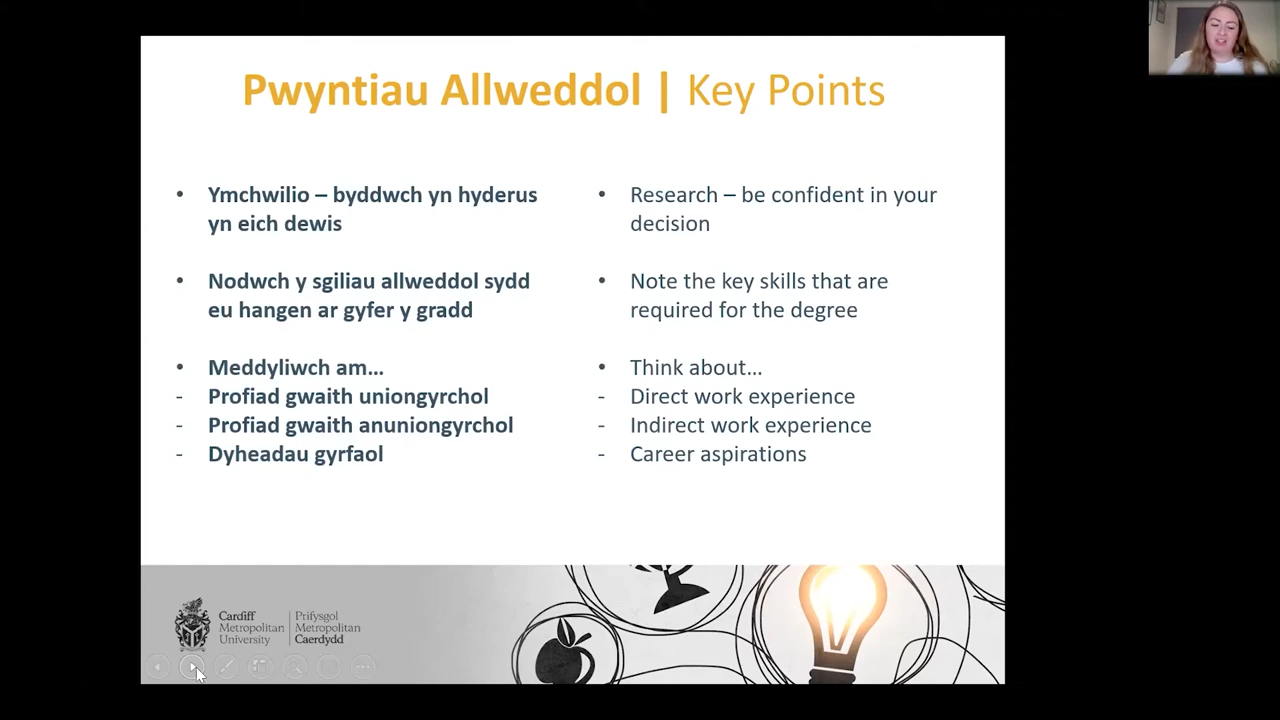 Pwyntiau Allweddol | Key Points
• Ymchwilio – byddwch yn hyderus
yn eich dewis
• Nodwch y sgiliau allweddol sydd
eu hangen ar gyfer y gradd
• Meddyliwch am...
- Profiad gwaith uniongyrchol
- Profiad gwaith anuniongyrchol
- Dyheadau gyrfaol
• Research – be confident in your
decision
• Note the key skills that are
required for the degree
• Think about...
- Direct work experience
- Indirect work experience
- Career aspirations
Cardiff
Metropolitan
University
Prifysgol
Metropolitan
Caerdydd